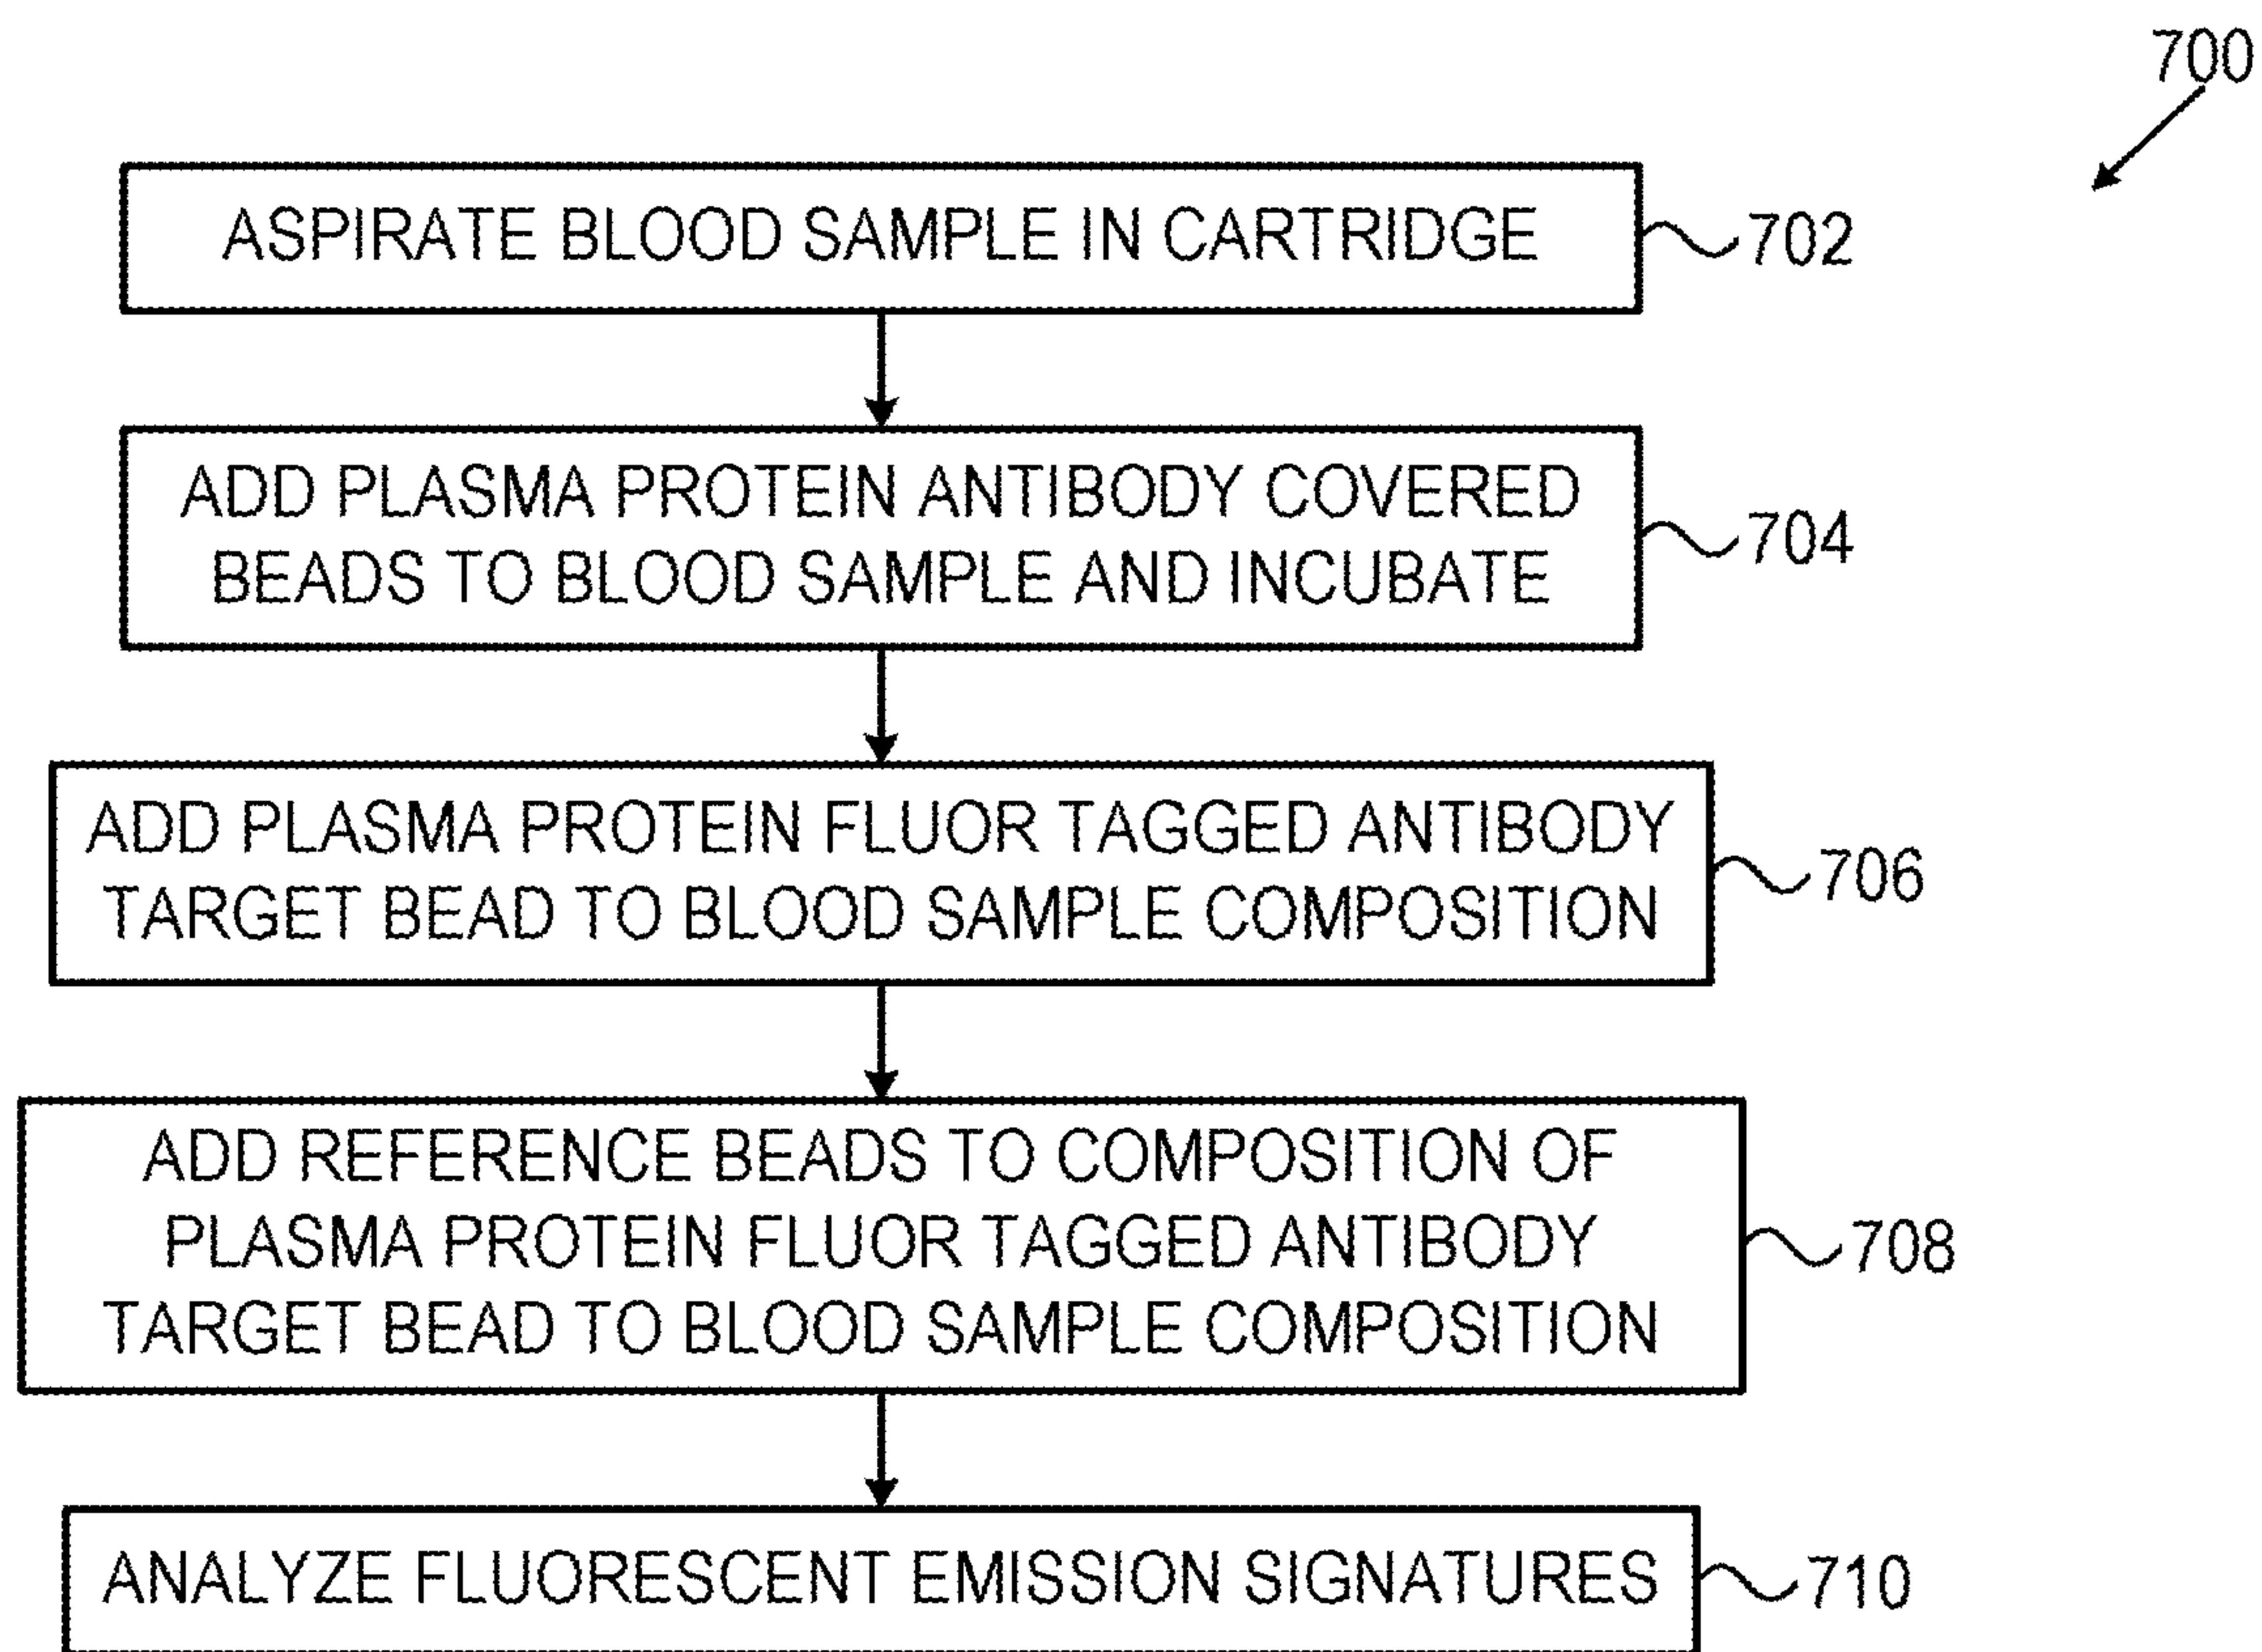 700
ASPIRATE BLOOD SAMPLE IN CARTRIDGE
702
ADD PLASMA PROTEIN ANTIBODY COVERED
BEADS TO BLOOD SAMPLE AND INCUBATE
704
ADD PLASMA PROTEIN FLUOR TAGGED ANTIBODY
TARGET BEAD TO BLOOD SAMPLE COMPOSITION
706
ADD REFERENCE BEADS TO COMPOSITION OF
PLASMA PROTEIN FLUOR TAGGED ANTIBODY
TARGET BEAD TO BLOOD SAMPLE COMPOSITION
708
ANALYZE FLUORESCENT EMISSION SIGNATURES
710